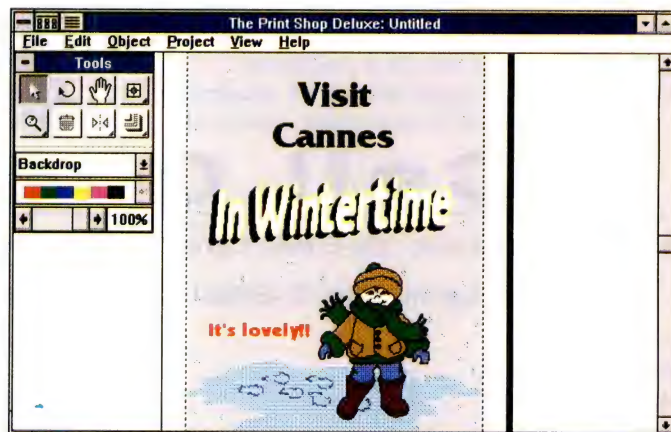 888
The Print Shop Deluxe: Untitled
File Edit Object Project View Help
Tools
Backdrop
100%
Visit
Cannes
In Wintertime
It's lovely!!